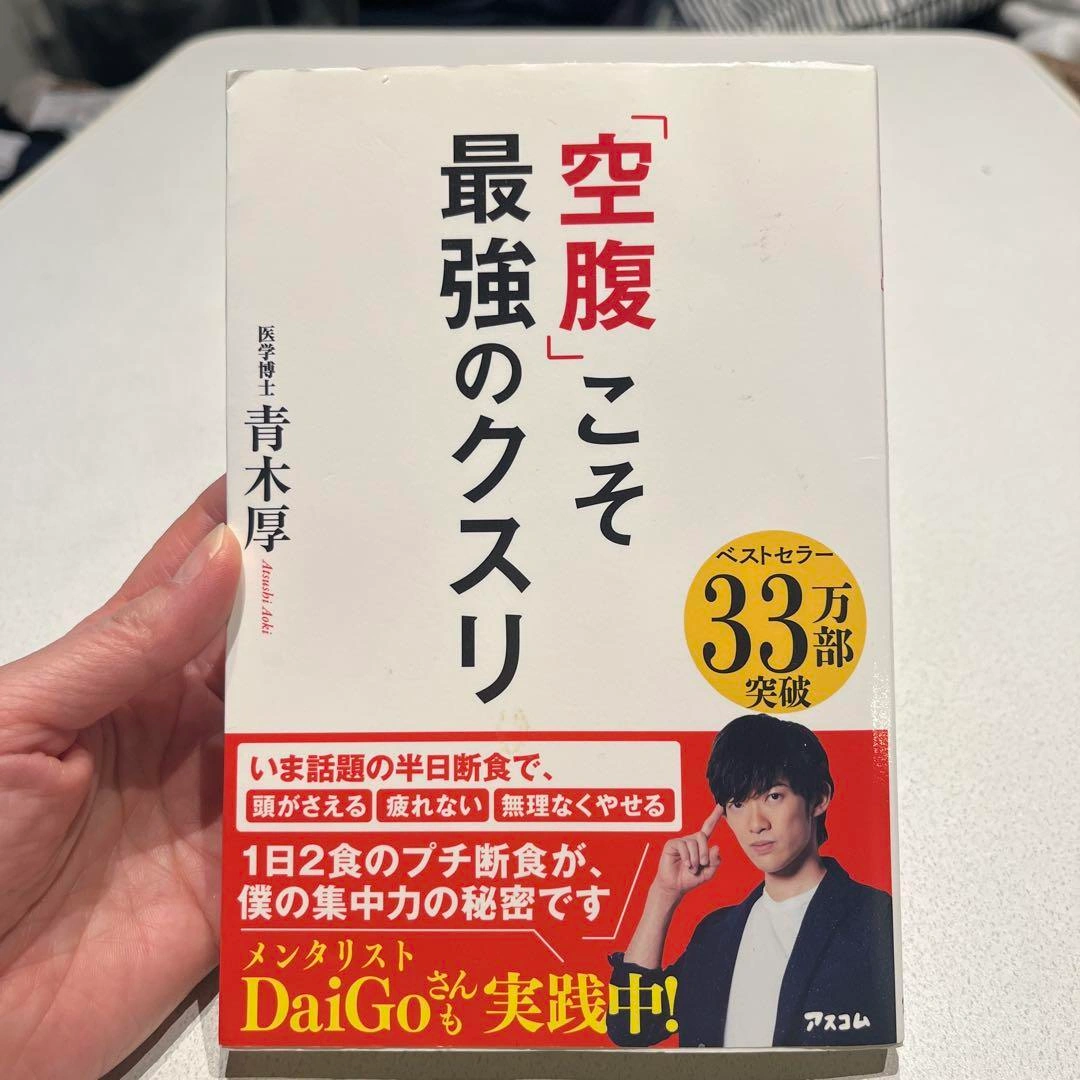 「空腹」こそ
最強のクスリ
医学博士 青木厚
Atsushi Aoki
ベストセラー
33万部
突破
いま話題の半日断食で、
頭がさえる 疲れない 無理なくやせる
1日2食のプチ断食が、
僕の集中力の秘密です
メンタリスト
DaiGoさんも実践中!
アスコム